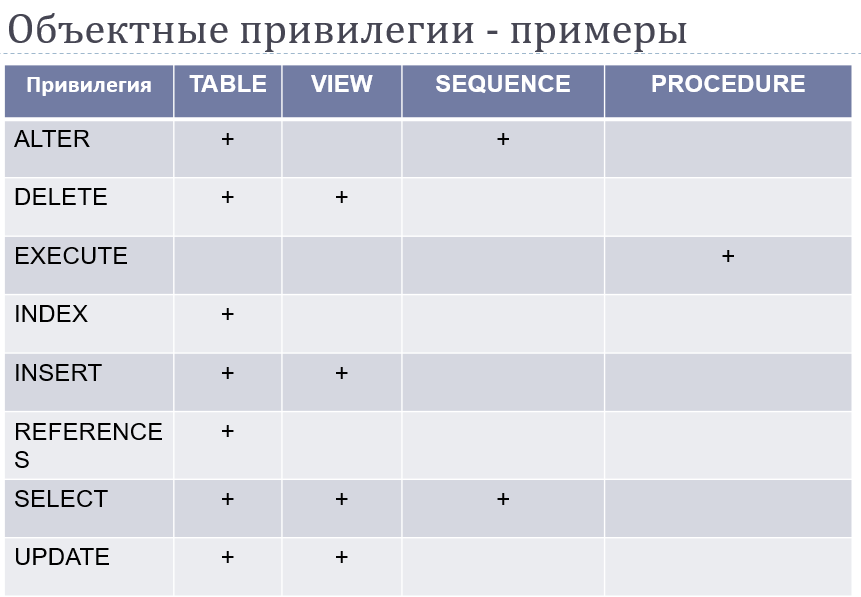 Объектные привилегии - примеры
Привилегия TABLE VIEW SEQUENCE PROCEDURE
ALTER + +
DELETE + +
EXECUTE +
INDEX +
INSERT + +
REFERENCE +
S
SELECT + + +
UPDATE + +